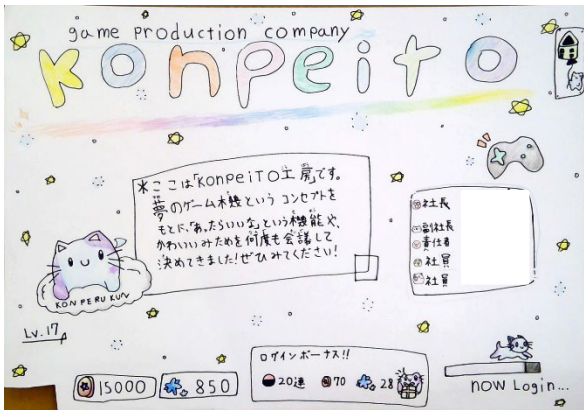 game production company
konpeito
*ここは「KonpeiTO工房」です。
夢のゲーム機というコンセプトを
もとに、「あったらいいな」という機能や、
かわいいみためを何度も会議して
決めてきました!ぜひみてください!
社長
副社長
責任者
社員
社員
KONPERU KUN
Lv.17
15000
850
ログインボーナス!!
20連
70
28
NOW Login...